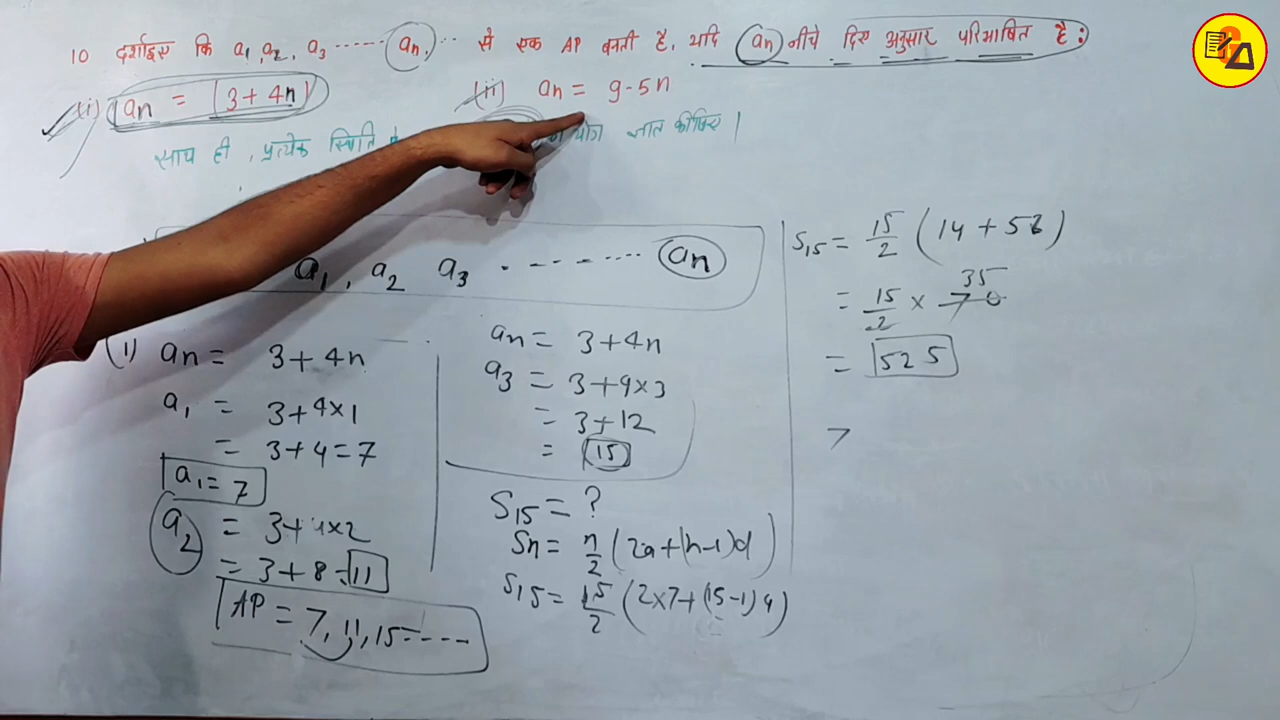 10 दर्शाइए कि a₁, a₂, a₃ ...... an, ... से एक AP बनती है, यदि an नीचे दिए अनुसार परिभाषित है:
(i) an = 3 + 4n (ii) an = 9 - 5n
साथ ही, प्रत्येक स्थिति योग ज्ञात कीजिए।
a₁, a₂ a₃ ......... an
(1) an = 3 + 4n
a₁ = 3 + 4×1
= 3 + 4 = 7
a₁ = 7
a₂ = 3 + 4×2
= 3 + 8 = 11
AP = 7, 11, 15 ----
an = 3 + 4n
a₃ = 3 + 4×3
= 3 + 12
= 15
S₁₅ = ?
Sn = n/2 (2a + (n-1)d)
S₁₅ = 15/2 (2×7 + (15-1)4)
S₁₅ = 15/2 (14 + 56)
35
= 15/2 × 70
= 525